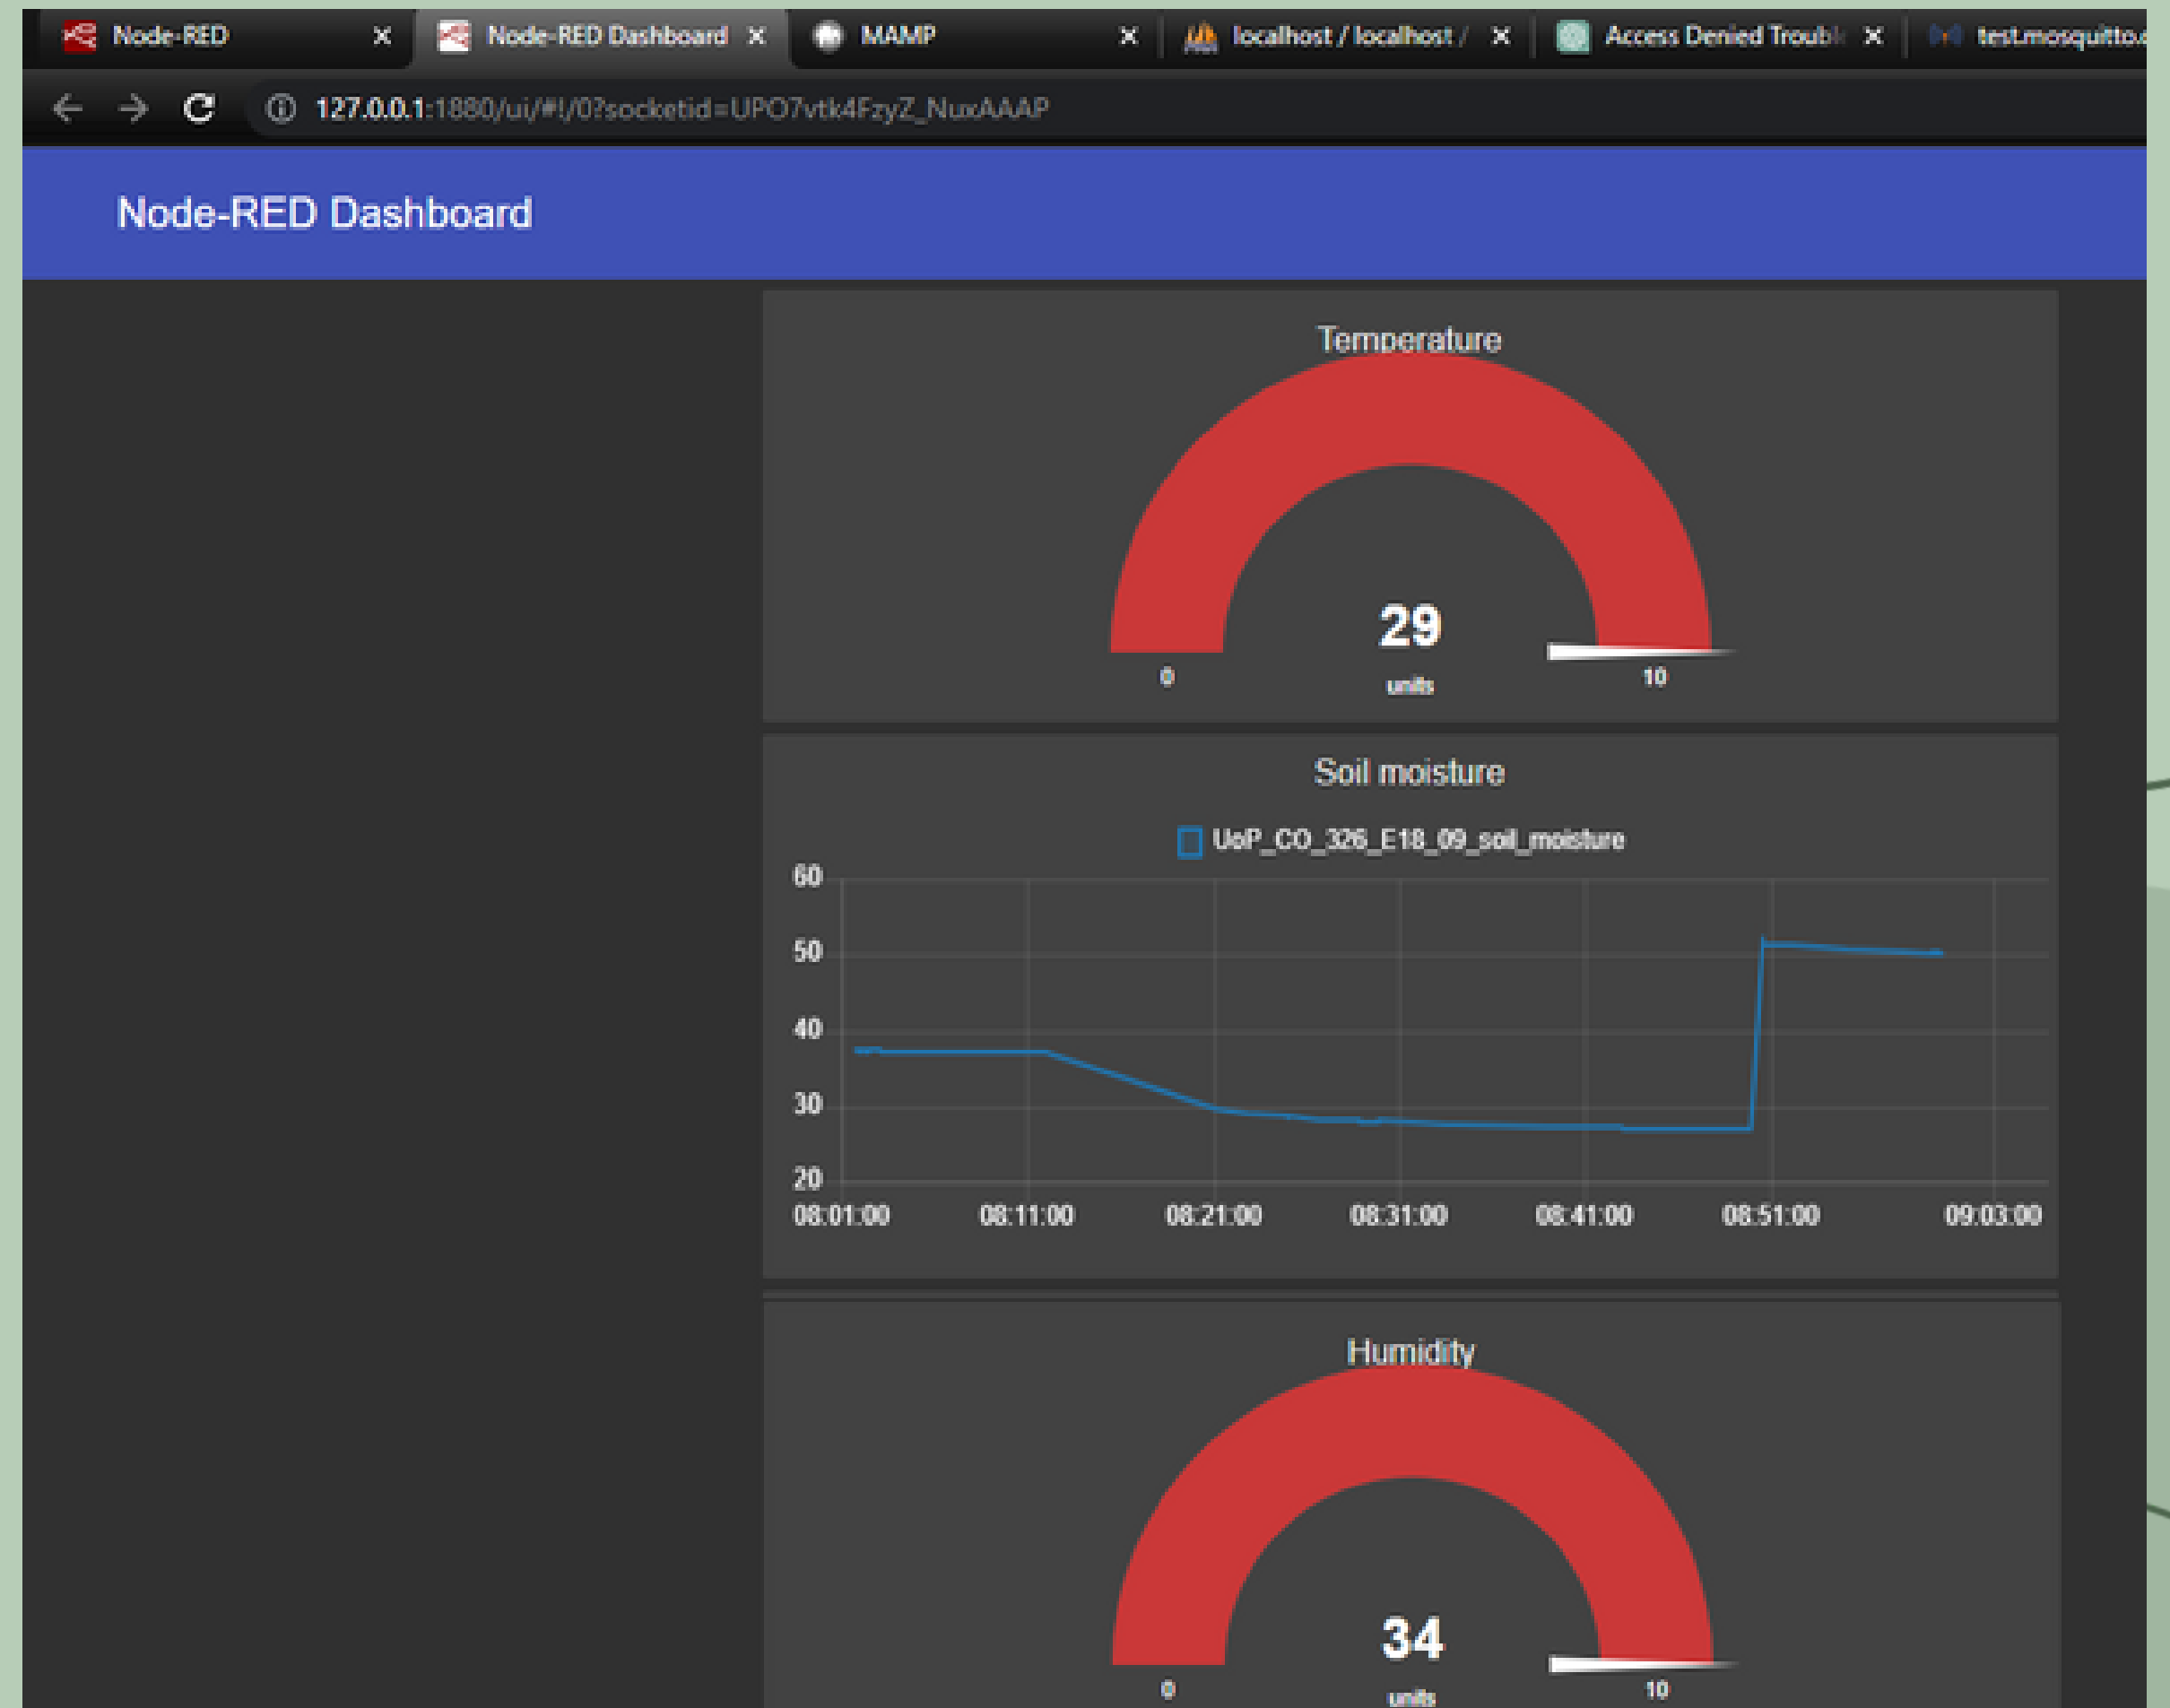 Node-RED
Node-RED Dashboard
MAMP
localhost / localhost /
Access Denied Troubl
test.mosquitto.
127.0.0.1:1880/ui/#!/0?socketid=UPO7vtk4FzyZ_NuxAAAP
Node-RED Dashboard
Temperature
29
units
0
10
Soil moisture
UoP_CO_326_E18_09_soil_moisture
60
50
40
30
20
08:01:00 08:11:00 08:21:00 08:31:00 08:41:00 08:51:00 09:03:00
Humidity
34
units
0
10